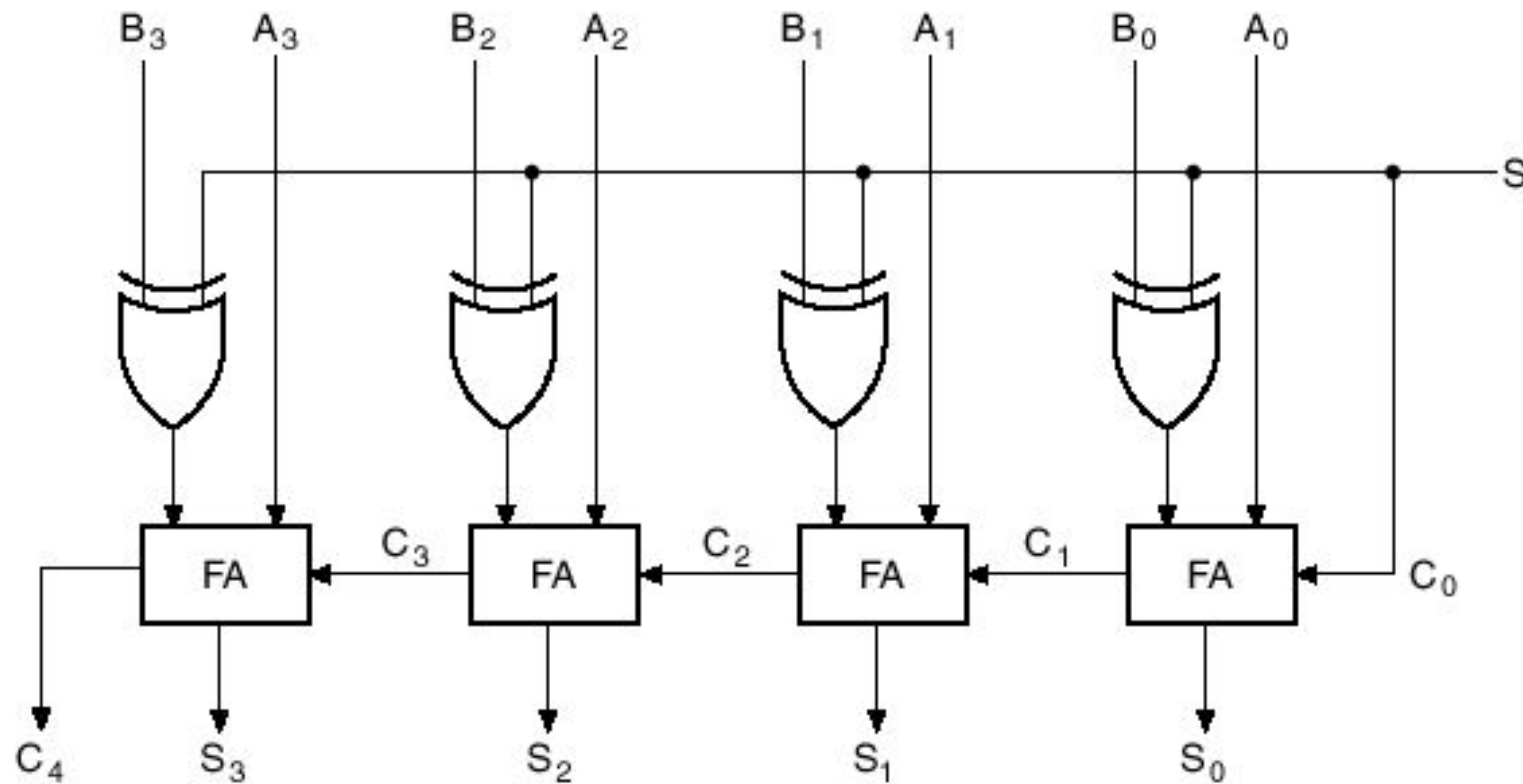 B₃ A₃ B₂ A₂ B₁ A₁ B₀ A₀
S
C₃ C₂ C₁
FA FA FA FA C₀
C₄ S₃ S₂ S₁ S₀